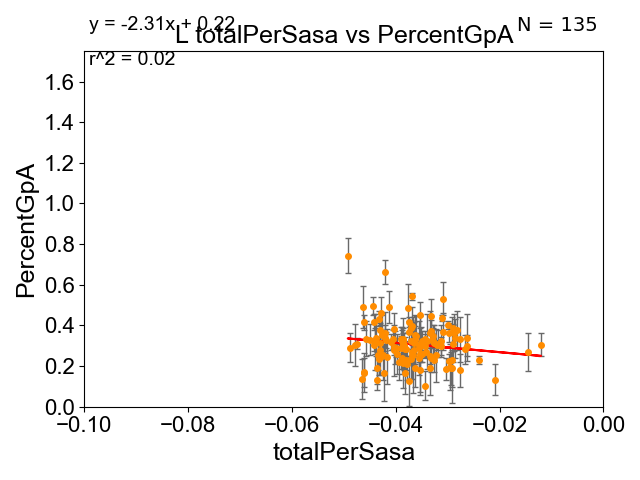 y = -2.31x + 0.22
N = 135
L totalPerSasa vs PercentGpA
r^2 = 0.02
PercentGpA
1.6
1.4
1.2
1.0
0.8
0.6
0.4
0.2
0.0
−0.10 −0.08 −0.06 −0.04 −0.02 0.00
totalPerSasa